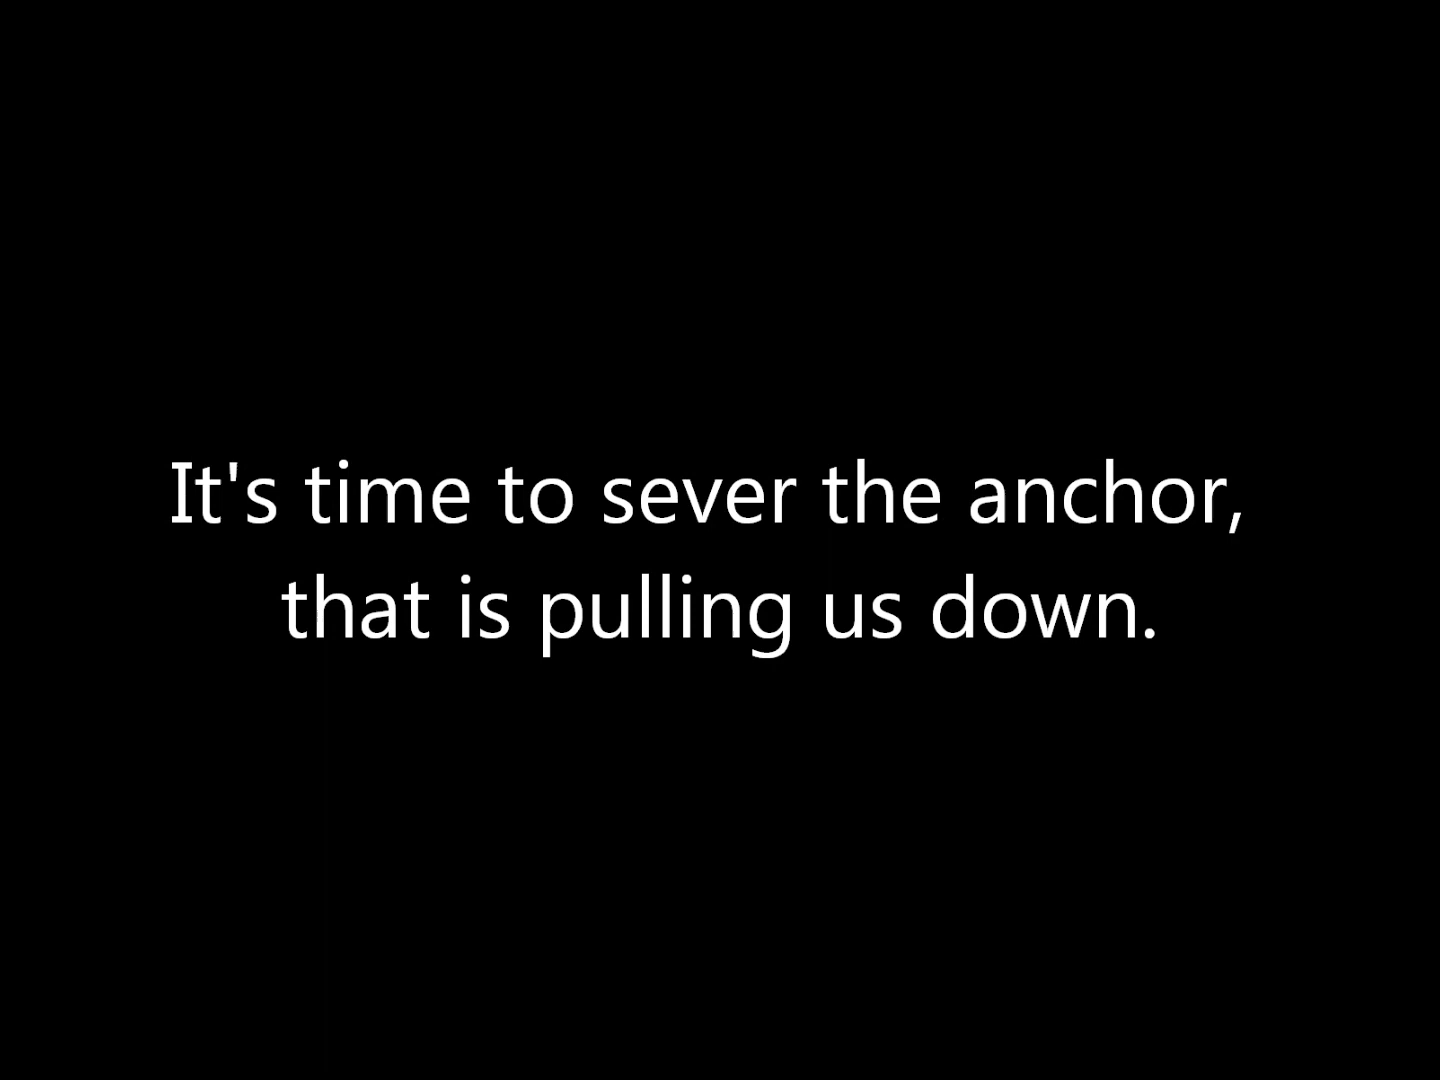 It's time to sever the anchor,
that is pulling us down.